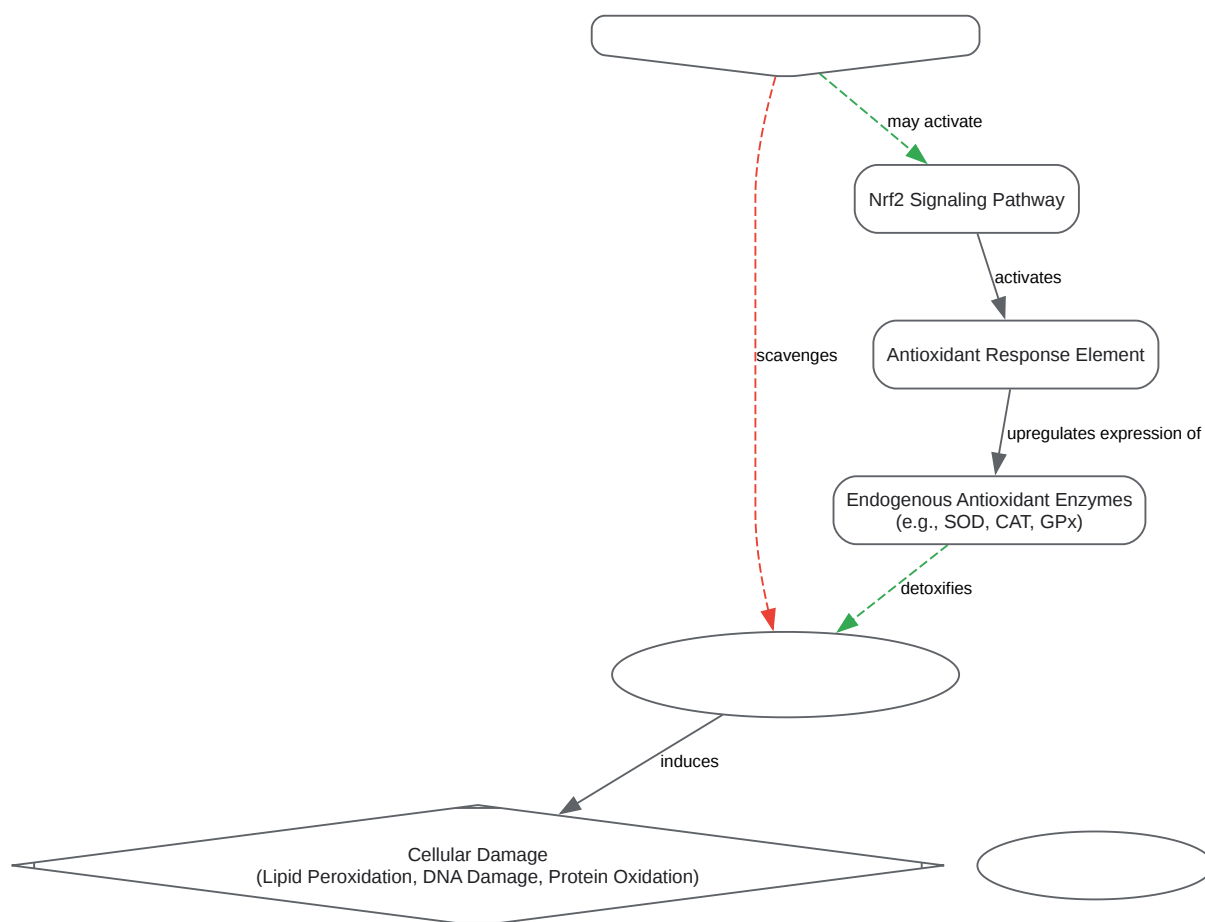 may activate
Nrf2 Signaling Pathway
activates
scavenges
Antioxidant Response Element
upregulates expression of
Endogenous Antioxidant Enzymes
(e.g., SOD, CAT, GPx)
detoxifies
induces
Cellular Damage
(Lipid Peroxidation, DNA Damage, Protein Oxidation)